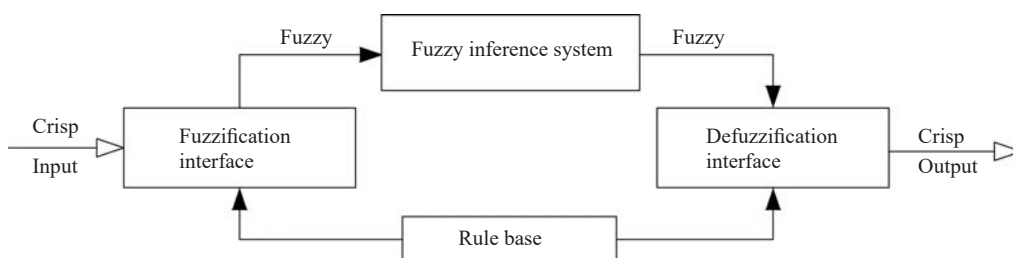 Fuzzy
Fuzzy inference system
Fuzzy
Crisp
Input
Fuzzification
interface
Defuzzification
interface
Crisp
Output
Rule base